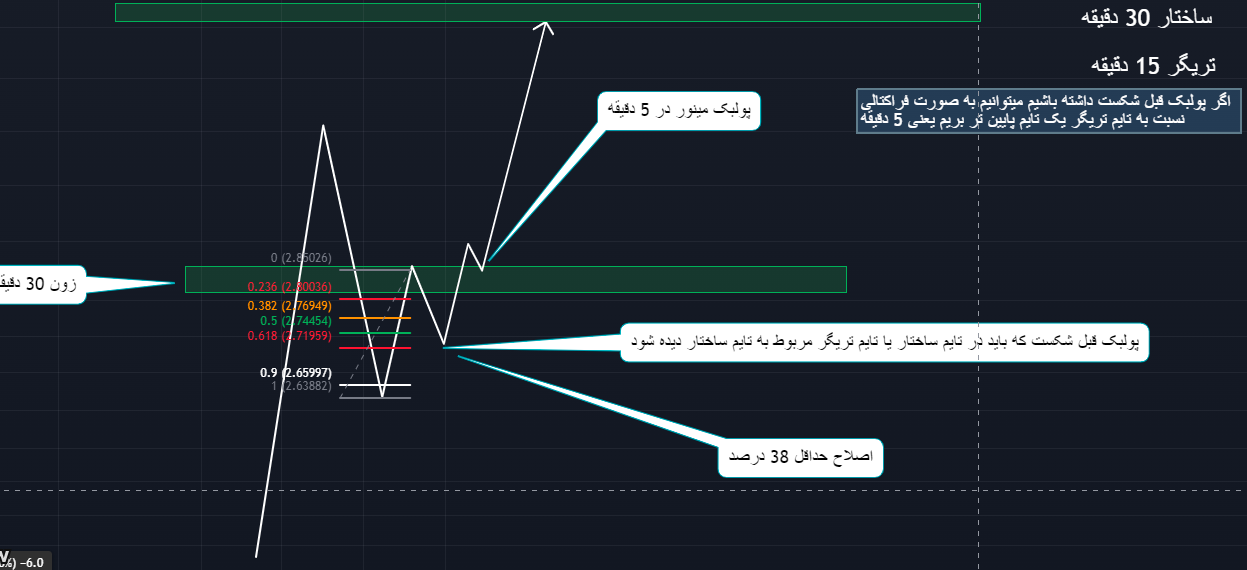 ساختار 30 دقیقه
تریگر 15 دقیقه
اگر پولبک قبل شکست داشته باشیم میتوانیم به صورت فراکتالی
نسبت به تایم تریگر یک تایم پایین تر بریم یعنی 5 دقیقه
پولبک مینور در 5 دقیقه
0 (2.85026)
زون 30 دقیقه
0.236 (2.80036)
0.382 (2.76949)
0.5 (2.74454)
0.618 (2.71959)
پولبک قبل شکست که باید در تایم ساختار یا تایم تریگر مربوط به تایم ساختار دیده شود
0.9 (2.65997)
1 (2.63882)
اصلاح حداقل 38 درصد
%) −6.0